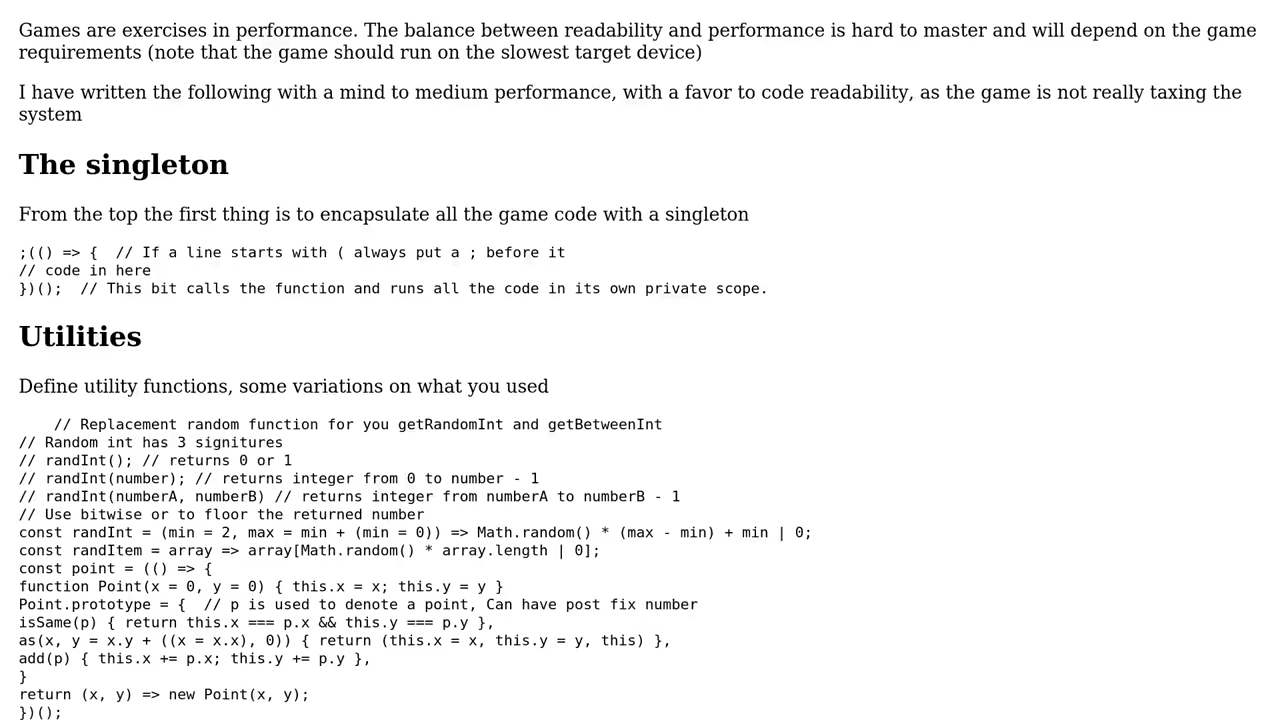 Games are exercises in performance. The balance between readability and performance is hard to master and will depend on the game
requirements (note that the game should run on the slowest target device)
I have written the following with a mind to medium performance, with a favor to code readability, as the game is not really taxing the
system
The singleton
From the top the first thing is to encapsulate all the game code with a singleton
;(() => {  // If a line starts with ( always put a ; before it
// code in here
})();  // This bit calls the function and runs all the code in its own private scope.
Utilities
Define utility functions, some variations on what you used
    // Replacement random function for you getRandomInt and getBetweenInt
// Random int has 3 signitures
// randInt(); // returns 0 or 1
// randInt(number); // returns integer from 0 to number - 1
// randInt(numberA, numberB) // returns integer from numberA to numberB - 1
// Use bitwise or to floor the returned number
const randInt = (min = 2, max = min + (min = 0)) => Math.random() * (max - min) + min | 0;
const randItem = array => array[Math.random() * array.length | 0];
const point = (() => {
function Point(x = 0, y = 0) { this.x = x; this.y = y }
Point.prototype = {  // p is used to denote a point, Can have post fix number
isSame(p) { return this.x === p.x && this.y === p.y },
as(x, y = x.y + ((x = x.x), 0)) { return (this.x = x, this.y = y, this) },
add(p) { this.x += p.x; this.y += p.y },
}
return (x, y) => new Point(x, y);
})();